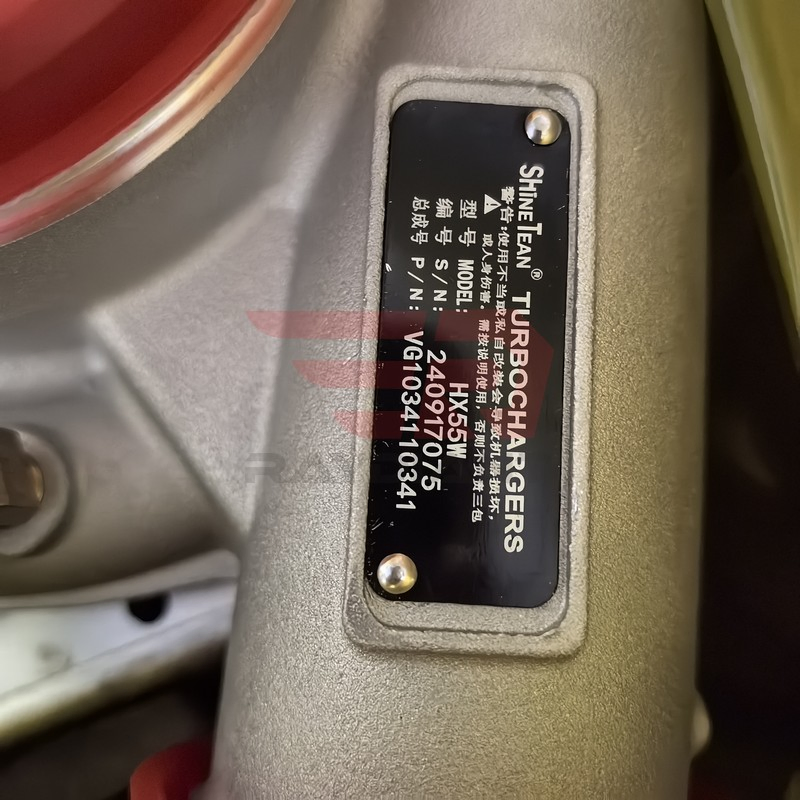 SHINETEAN® TURBOCHARGERS
警告:使用不当或私自改装会导致机器损坏,
或人身伤害。需按说明使用,否则不负责三包
型号 MODEL: HX55W
编号 S/N: 240917075
总成号 P/N: VG1034110341